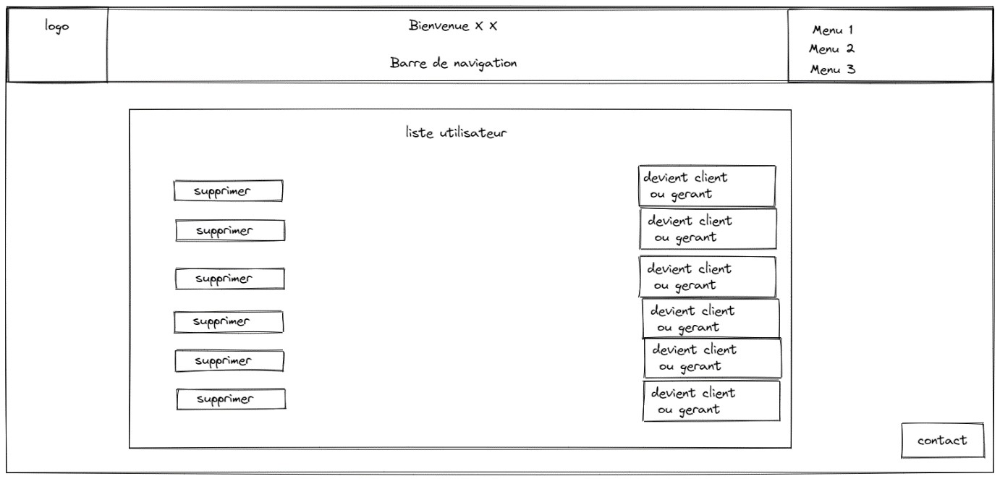 logo
Bienvenue X X
Barre de navigation
Menu 1
Menu 2
Menu 3
liste utilisateur
supprimer
devient client
ou gerant
supprimer
devient client
ou gerant
supprimer
devient client
ou gerant
supprimer
devient client
ou gerant
supprimer
devient client
ou gerant
supprimer
devient client
ou gerant
contact